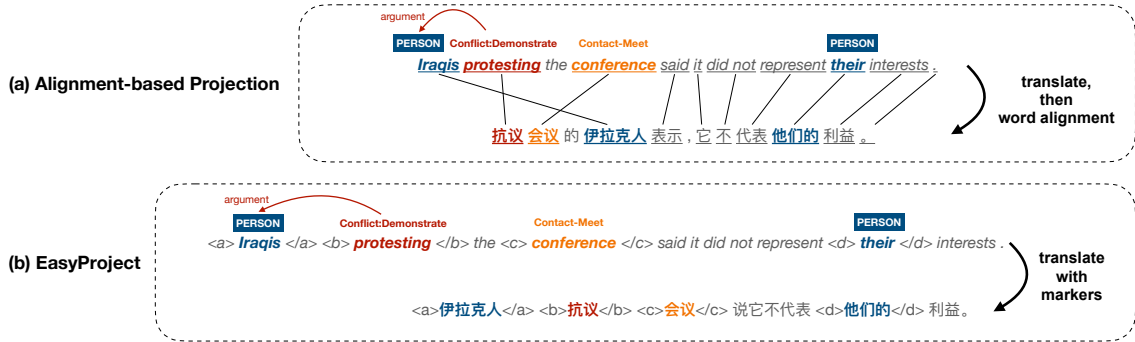 argument
PERSON Conflict:Demonstrate Contact-Meet PERSON
(a) Alignment-based Projection
Iraqis protesting the conference said it did not represent their interests .
抗议 会议 的 伊拉克人 表示 , 它 不 代表 他们的 利益 。
translate,
then
word alignment
argument
PERSON Conflict:Demonstrate Contact-Meet PERSON
<a> Iraqis </a> <b> protesting </b> the <c> conference </c> said it did not represent <d> their </d> interests .
(b) EasyProject
translate
with
markers
<a>伊拉克人</a> <b>抗议</b> <c>会议</c> 说它不代表 <d>他们的</d> 利益。